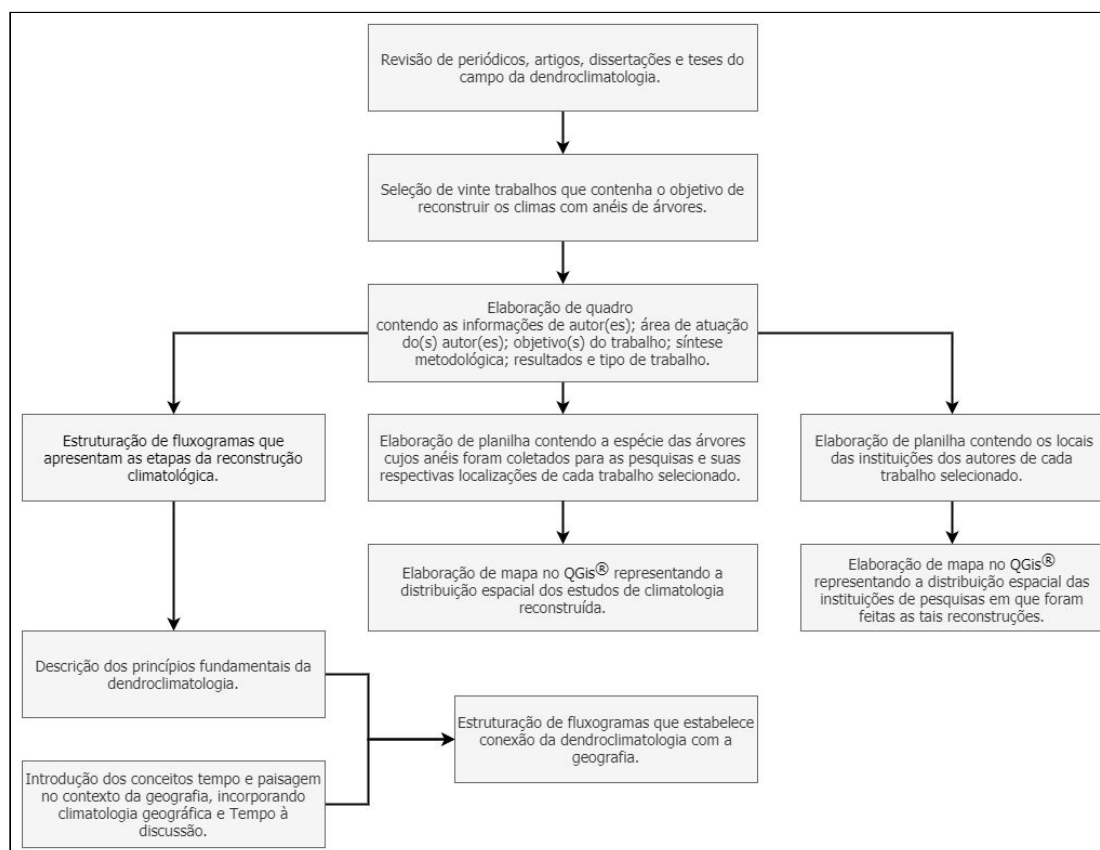 Revisão de periódicos, artigos, dissertações e teses do
campo da dendroclimatologia.
Seleção de vinte trabalhos que contenha o objetivo de
reconstruir os climas com anéis de árvores.
Elaboração de quadro
contendo as informações de autor(es); área de atuação
do(s) autor(es); objetivo(s) do trabalho; síntese
metodológica; resultados e tipo de trabalho.
Estruturação de fluxogramas que
apresentam as etapas da reconstrução
climatológica.
Elaboração de planilha contendo a espécie das árvores
cujos anéis foram coletados para as pesquisas e suas
respectivas localizações de cada trabalho selecionado.
Elaboração de planilha contendo os locais
das instituições dos autores de cada
trabalho selecionado.
Elaboração de mapa no QGis® representando a
distribuição espacial dos estudos de climatologia
reconstruída.
Elaboração de mapa no QGis®
representando a distribuição espacial das
instituições de pesquisas em que foram
feitas as tais reconstruções.
Descrição dos princípios fundamentais da
dendroclimatologia.
Estruturação de fluxogramas que estabelece
conexão da dendroclimatologia com a
geografia.
Introdução dos conceitos tempo e paisagem
no contexto da geografia, incorporando
climatologia geográfica e Tempo à
discussão.